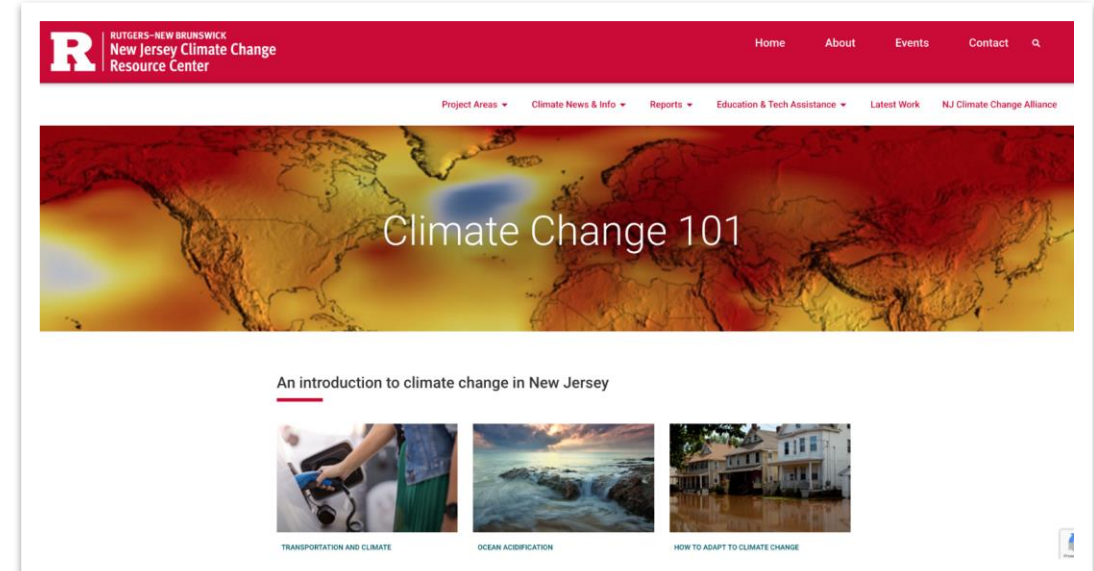 R
RUTGERS–NEW BRUNSWICK
New Jersey Climate Change
Resource Center
Home About Events Contact
Project Areas Climate News & Info Reports Education & Tech Assistance Latest Work NJ Climate Change Alliance
Climate Change 101
An introduction to climate change in New Jersey
TRANSPORTATION AND CLIMATE OCEAN ACIDIFICATION HOW TO ADAPT TO CLIMATE CHANGE